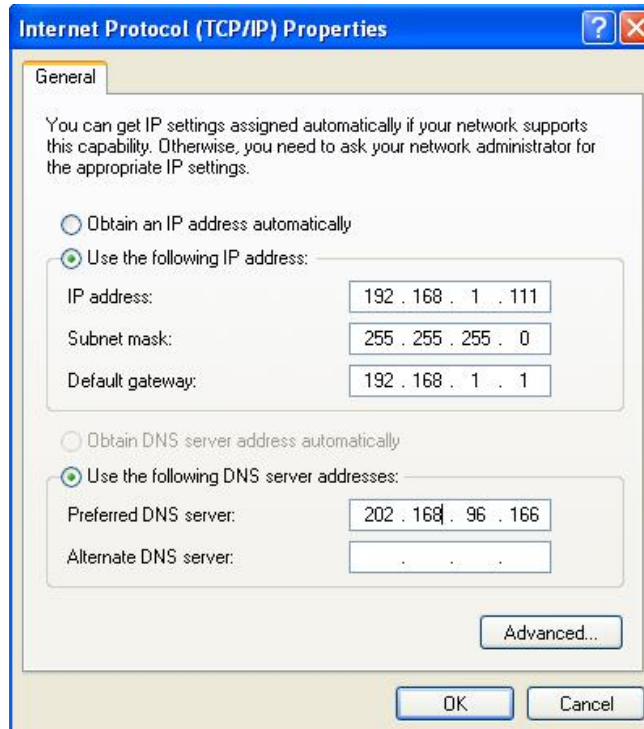 Internet Protocol (TCP/IP) Properties
General
You can get IP settings assigned automatically if your network supports
this capability. Otherwise, you need to ask your network administrator for
the appropriate IP settings.
Obtain an IP address automatically
Use the following IP address:
IP address: 192 . 168 . 1 . 111
Subnet mask: 255 . 255 . 255 . 0
Default gateway: 192 . 168 . 1 . 1
Obtain DNS server address automatically
Use the following DNS server addresses:
Preferred DNS server: 202 . 168 . 96 . 166
Alternate DNS server: . . .
Advanced...
OK Cancel